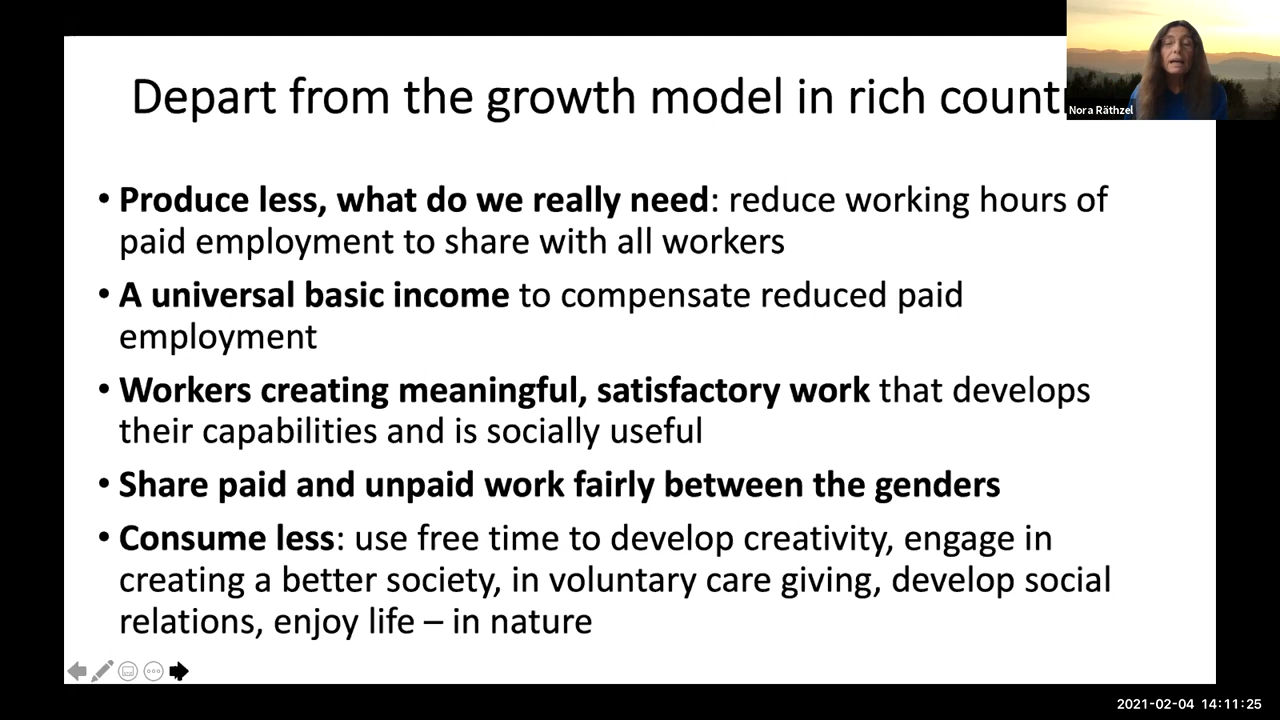 Depart from the growth model in rich count
Nora Räthzel
• Produce less, what do we really need: reduce working hours of
paid employment to share with all workers
• A universal basic income to compensate reduced paid
employment
• Workers creating meaningful, satisfactory work that develops
their capabilities and is socially useful
• Share paid and unpaid work fairly between the genders
• Consume less: use free time to develop creativity, engage in
creating a better society, in voluntary care giving, develop social
relations, enjoy life – in nature
2021-02-04 14:11:25